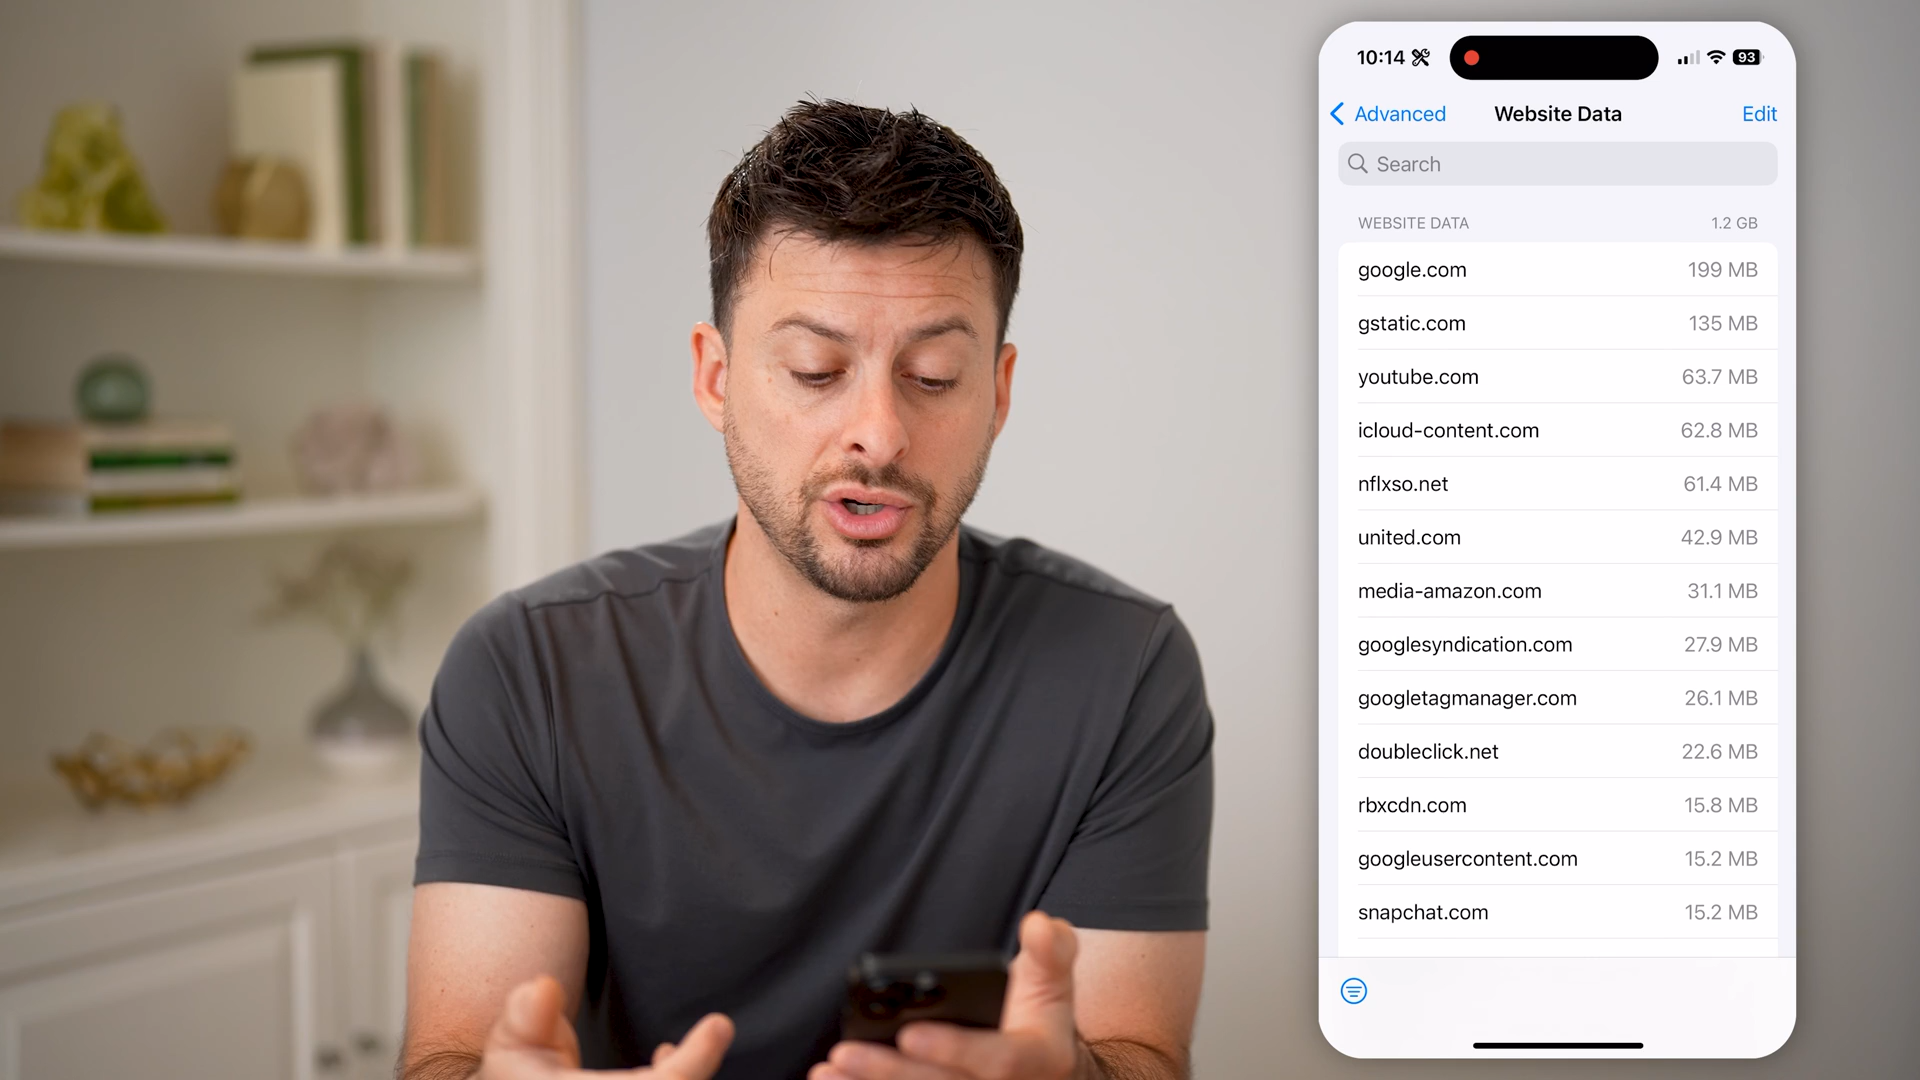 10:14 93
Advanced Website Data Edit
Search
WEBSITE DATA 1.2 GB
google.com 199 MB
gstatic.com 135 MB
youtube.com 63.7 MB
icloud-content.com 62.8 MB
nflxso.net 61.4 MB
united.com 42.9 MB
media-amazon.com 31.1 MB
googlesyndication.com 27.9 MB
googletagmanager.com 26.1 MB
doubleclick.net 22.6 MB
rbxcdn.com 15.8 MB
googleusercontent.com 15.2 MB
snapchat.com 15.2 MB